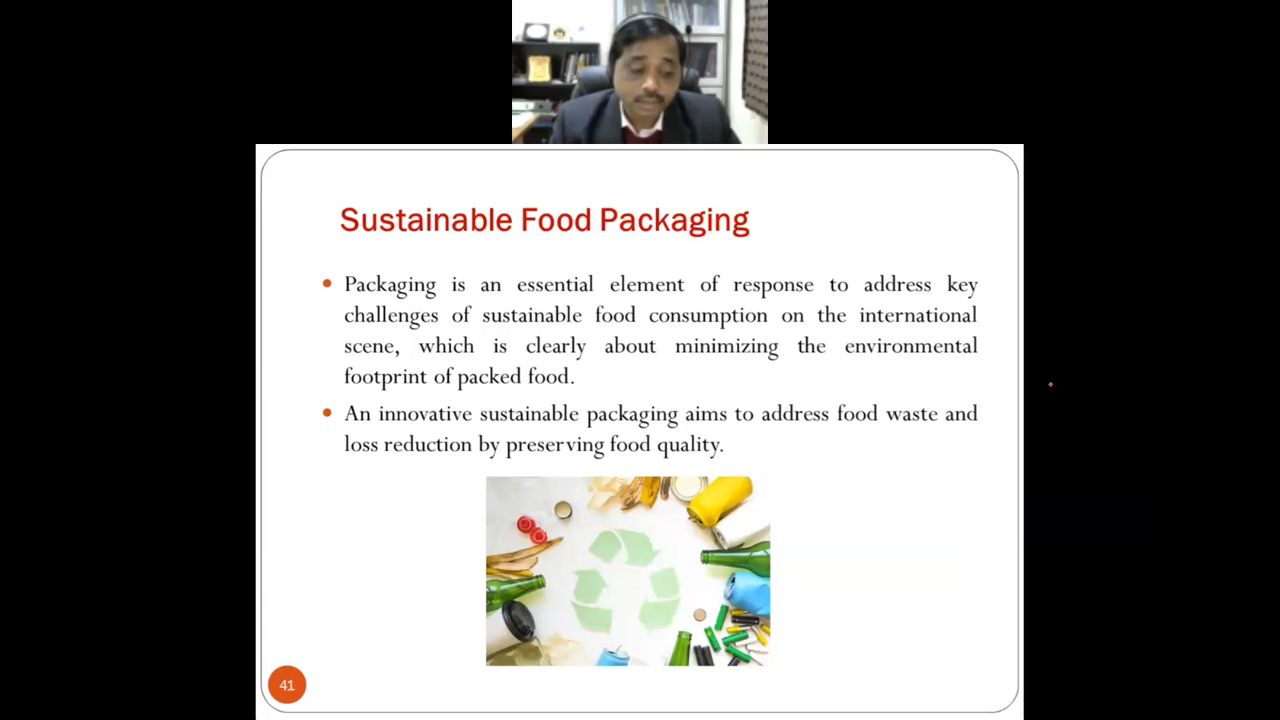 Sustainable Food Packaging
• Packaging is an essential element of response to address key
challenges of sustainable food consumption on the international
scene, which is clearly about minimizing the environmental
footprint of packed food.
• An innovative sustainable packaging aims to address food waste and
loss reduction by preserving food quality.
41